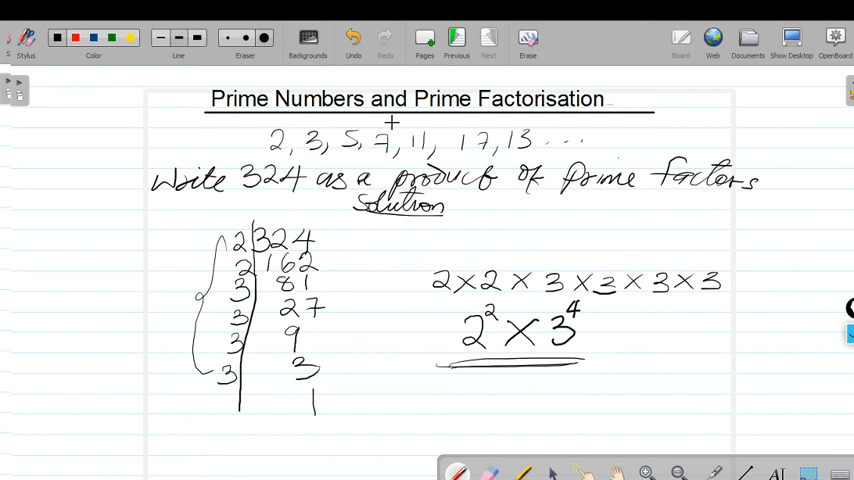 Stylus Color Line Eraser Backgrounds Undo Redo Pages Previous Next Erase Board Web Documents Show Desktop OpenBoard
Prime Numbers and Prime Factorisation
2, 3, 5, 7, 11, 17, 13 ...
Write 324 as a product of Prime factors
Solution
2 324
2 162
3 81
3 27
3 9
3 3
1
2 × 2 × 3 × 3 × 3 × 3
2² × 3⁴